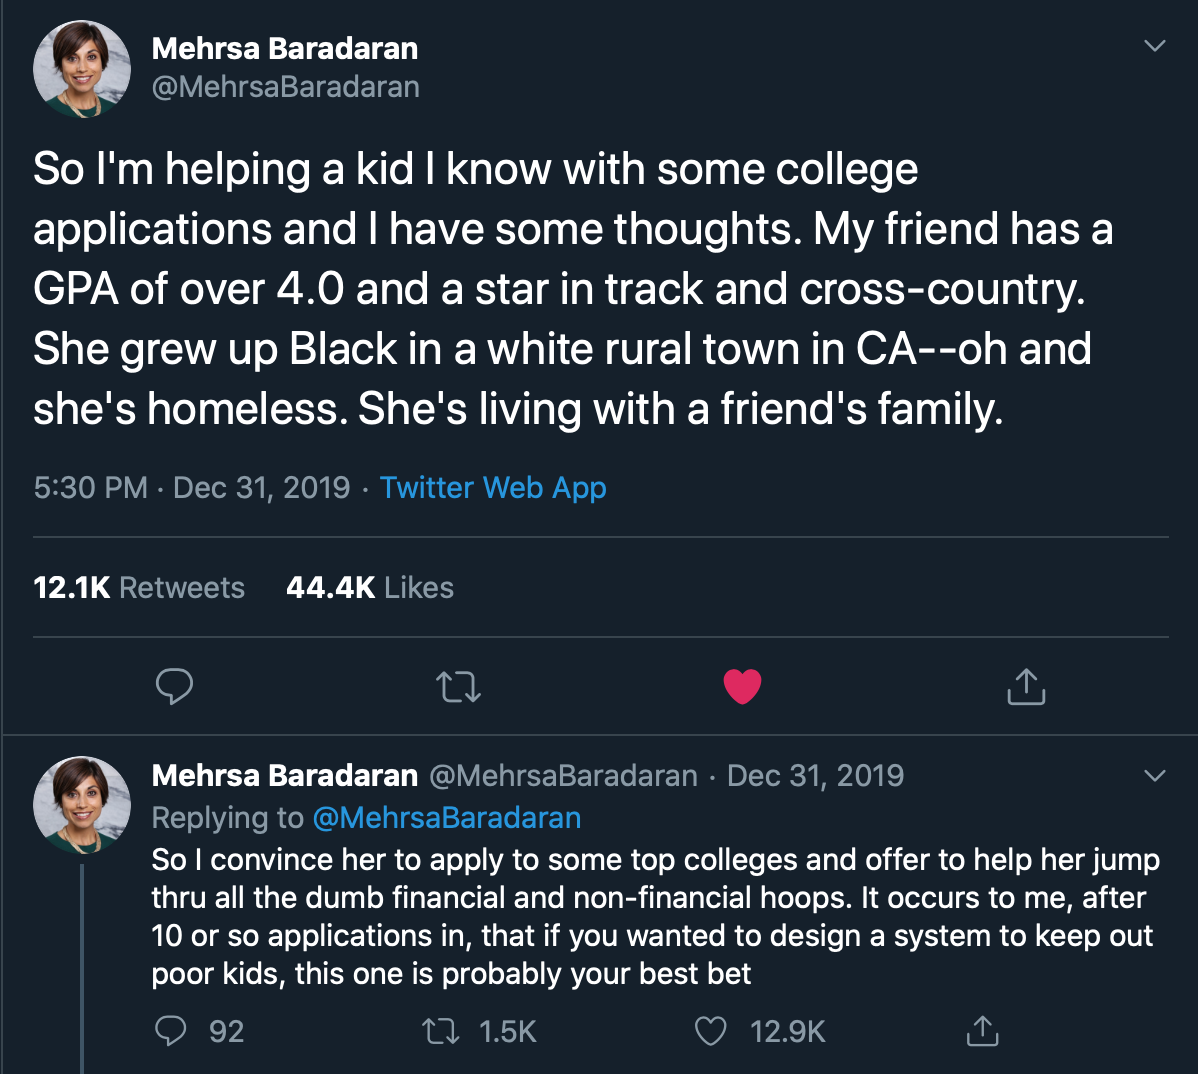 Mehrsa Baradaran
@MehrsaBaradaran
So I'm helping a kid I know with some college
applications and I have some thoughts. My friend has a
GPA of over 4.0 and a star in track and cross-country.
She grew up Black in a white rural town in CA--oh and
she's homeless. She's living with a friend's family.
5:30 PM · Dec 31, 2019 · Twitter Web App
12.1K Retweets 44.4K Likes
Mehrsa Baradaran @MehrsaBaradaran · Dec 31, 2019
Replying to @MehrsaBaradaran
So I convince her to apply to some top colleges and offer to help her jump
thru all the dumb financial and non-financial hoops. It occurs to me, after
10 or so applications in, that if you wanted to design a system to keep out
poor kids, this one is probably your best bet
92 1.5K 12.9K